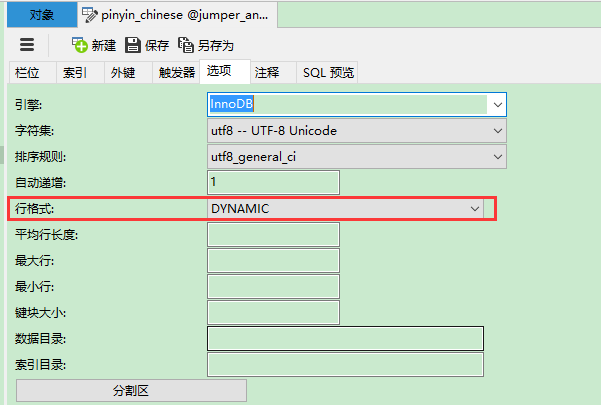 对象 pinyin_chinese @jumper_an...
新建 保存 另存为
栏位 索引 外键 触发器 选项 注释 SQL 预览
引擎: InnoDB
字符集: utf8 -- UTF-8 Unicode
排序规则: utf8_general_ci
自动递增: 1
行格式: DYNAMIC
平均行长度:
最大行:
最小行:
键块大小:
数据目录:
索引目录:
分割区